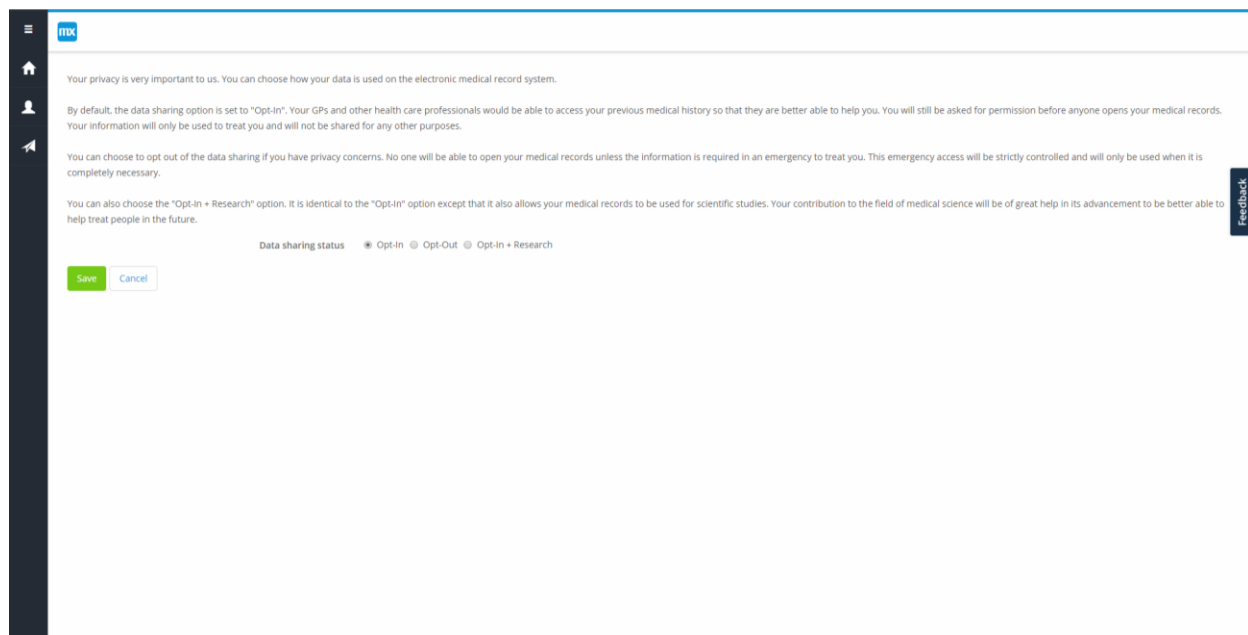 mx
Your privacy is very important to us. You can choose how your data is used on the electronic medical record system.
By default, the data sharing option is set to "Opt-In". Your GPs and other health care professionals would be able to access your previous medical history so that they are better able to help you. You will still be asked for permission before anyone opens your medical records.
Your information will only be used to treat you and will not be shared for any other purposes.
You can choose to opt out of the data sharing if you have privacy concerns. No one will be able to open your medical records unless the information is required in an emergency to treat you. This emergency access will be strictly controlled and will only be used when it is
completely necessary.
You can also choose the "Opt-In + Research" option. It is identical to the "Opt-In" option except that it also allows your medical records to be used for scientific studies. Your contribution to the field of medical science will be of great help in its advancement to be better able to
help treat people in the future.
Data sharing status Opt-In Opt-Out Opt-In + Research
Save Cancel
Feedback